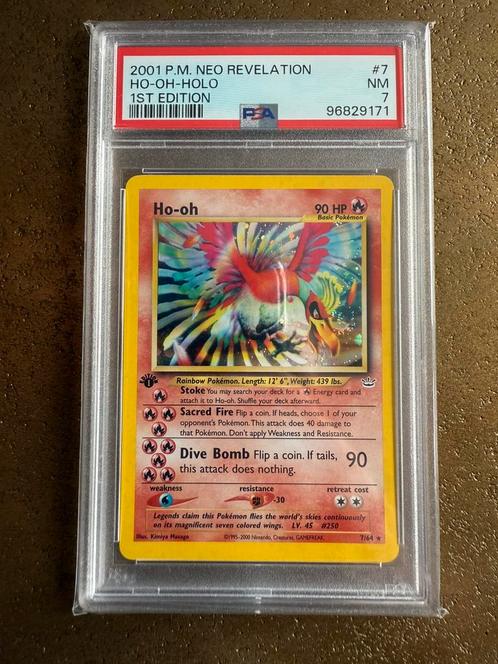 2001 P.M. NEO REVELATION #7
HO-OH-HOLO NM
1ST EDITION 7
PSA 96829171
Ho-oh 90 HP
Basic Pokémon
EDITION
1
Rainbow Pokémon. Length: 12' 6", Weight: 439 lbs.
Stoke You may search your deck for a Energy card and
attach it to Ho-oh. Shuffle your deck afterward.
Sacred Fire Flip a coin. If heads, choose 1 of your
opponent's Pokémon. This attack does 40 damage
to that Pokémon. Don't apply Weakness and Resistance.
Dive Bomb Flip a coin. If tails,
this attack does nothing. 90
weakness resistance retreat cost
-30
Legends claim this Pokémon flies the world's skies continuously
on its magnificent seven colored wings. LV. 45 #250
Illus. Kimiya Masago ©1995-2000 Nintendo, Creatures, GAMEFREAK. 7/64